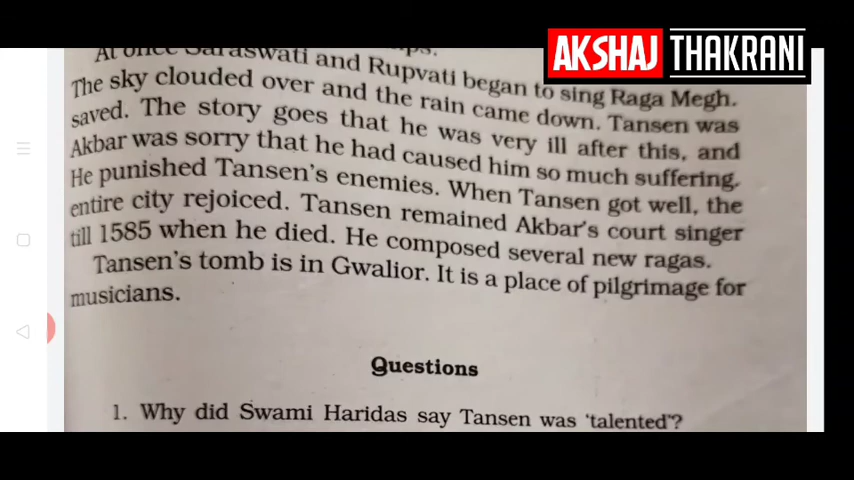 AKSHAJ THAKRANI
At once Saraswati and Rupvati began to sing Raga Megh.
The sky clouded over and the rain came down. Tansen was
saved. The story goes that he was very ill after this, and
Akbar was sorry that he had caused him so much suffering.
He punished Tansen's enemies. When Tansen got well, the
entire city rejoiced. Tansen remained Akbar's court singer
till 1585 when he died. He composed several new ragas.
Tansen's tomb is in Gwalior. It is a place of pilgrimage for
musicians.
Questions
1. Why did Swami Haridas say Tansen was 'talented'?